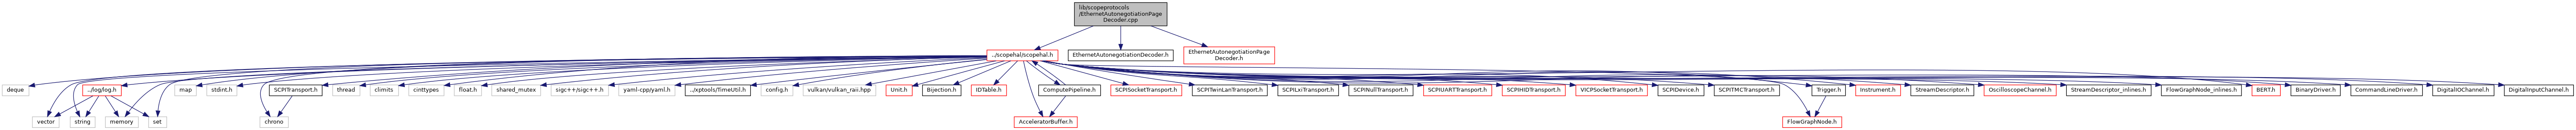 lib/scopeprotocols
/EthernetAutonegotiationPage
Decoder.cpp
../scopehal/scopehal.h
EthernetAutonegotiationDecoder.h
EthernetAutonegotiationPage
Decoder.h
deque
../log/log.h
map
stdint.h
SCPITransport.h
thread
climits
cinttypes
float.h
shared_mutex
sigc++/sigc++.h
yaml-cpp/yaml.h
../xptools/TimeUtil.h
config.h
vulkan/vulkan_raii.hpp
Unit.h
Bijection.h
IDTable.h
ComputePipeline.h
SCPISocketTransport.h
SCPITwinLanTransport.h
SCPILxiTransport.h
SCPINullTransport.h
SCPIUARTTransport.h
SCPIHIDTransport.h
VICPSocketTransport.h
SCPIDevice.h
SCPITMCTransport.h
Trigger.h
Instrument.h
StreamDescriptor.h
OscilloscopeChannel.h
StreamDescriptor_inlines.h
FlowGraphNode_inlines.h
BERT.h
BinaryDriver.h
CommandLineDriver.h
DigitalIOChannel.h
DigitalInputChannel.h
vector
string
memory
set
chrono
AcceleratorBuffer.h
FlowGraphNode.h